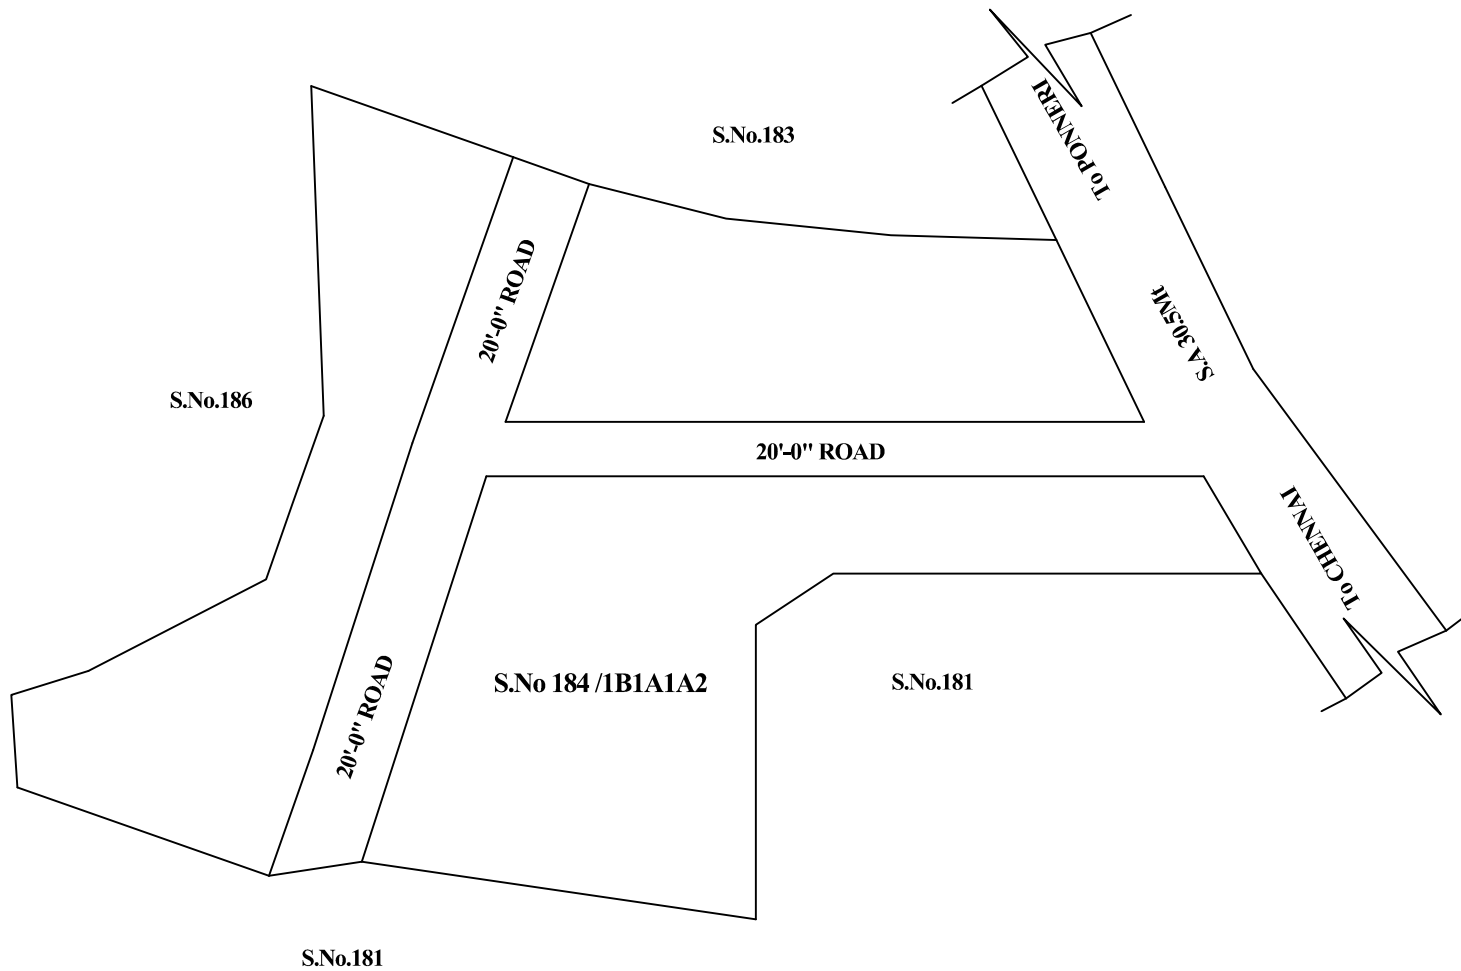 S.No.183
To PONNERI
20'-0" ROAD
S.A 30.5Mt
S.No.186
20'-0" ROAD
To CHENNAI
20'-0" ROAD
S.No 184 /1B1A1A2
S.No.181
S.No.181